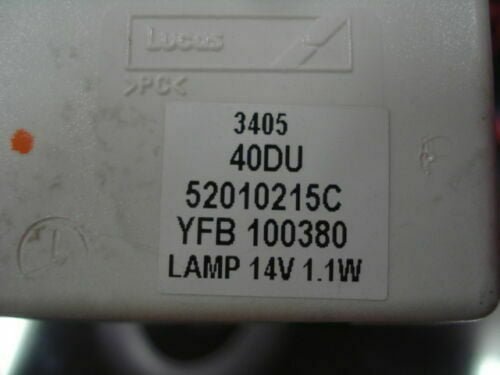 Lucas
>PC<
3405
40DU
52010215C
YFB 100380
LAMP 14V 1.1W